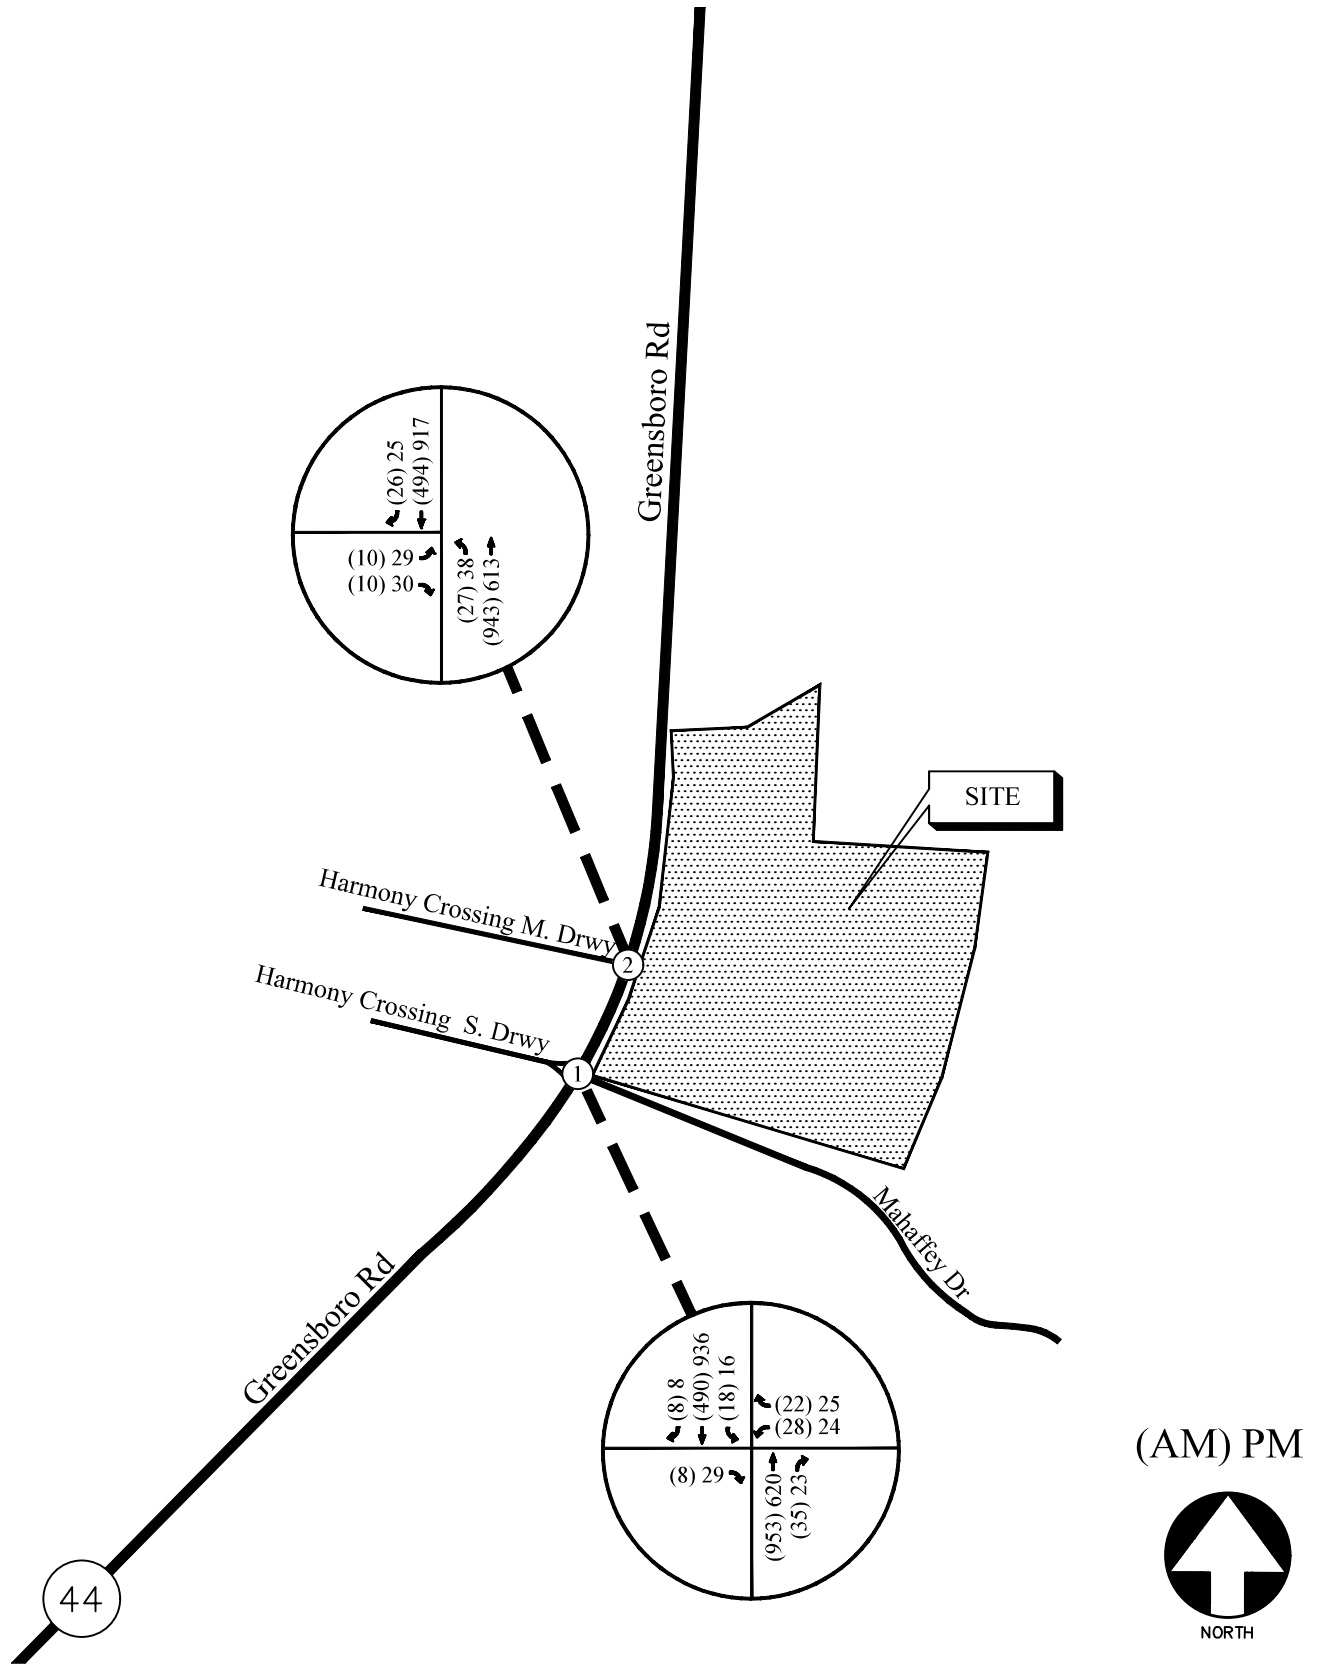 Greensboro Rd
(26) 25
(494) 917
(10) 29
(10) 30
(27) 38
(943) 613
SITE
Harmony Crossing M. Drwy
2
Harmony Crossing S. Drwy
1
Mahaffey Dr
Greensboro Rd
(8) 8
(490) 936
(18) 16
(22) 25
(28) 24
(8) 29
(953) 620
(35) 23
(AM) PM
44
NORTH